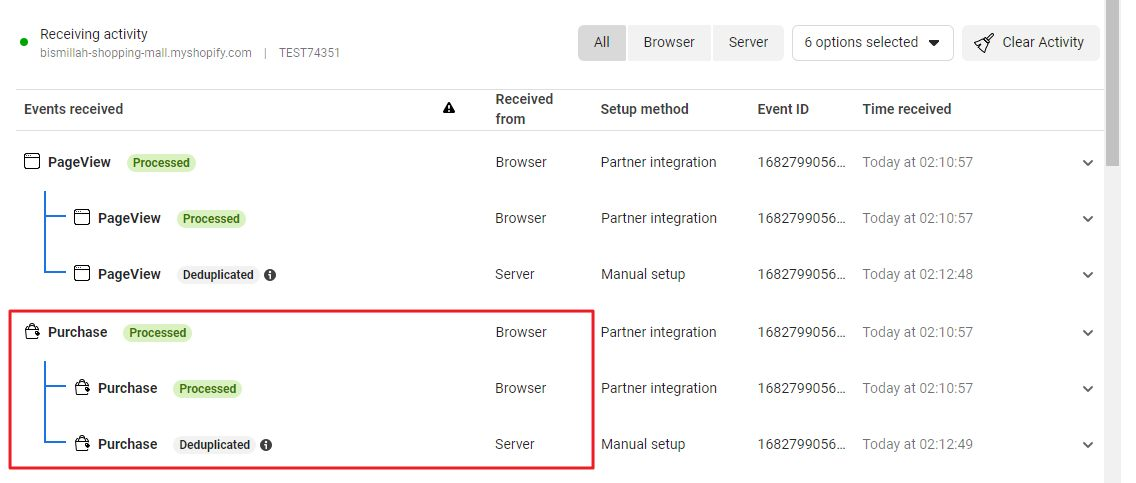 Receiving activity
bismillah-shopping-mall.myshopify.com | TEST74351
All Browser Server 6 options selected Clear Activity
Events received Received from Setup method Event ID Time received
PageView Processed Browser Partner integration 1682799056... Today at 02:10:57
PageView Processed Browser Partner integration 1682799056... Today at 02:10:57
PageView Deduplicated Server Manual setup 1682799056... Today at 02:12:48
Purchase Processed Browser Partner integration 1682799056... Today at 02:10:57
Purchase Processed Browser Partner integration 1682799056... Today at 02:10:57
Purchase Deduplicated Server Manual setup 1682799056... Today at 02:12:49